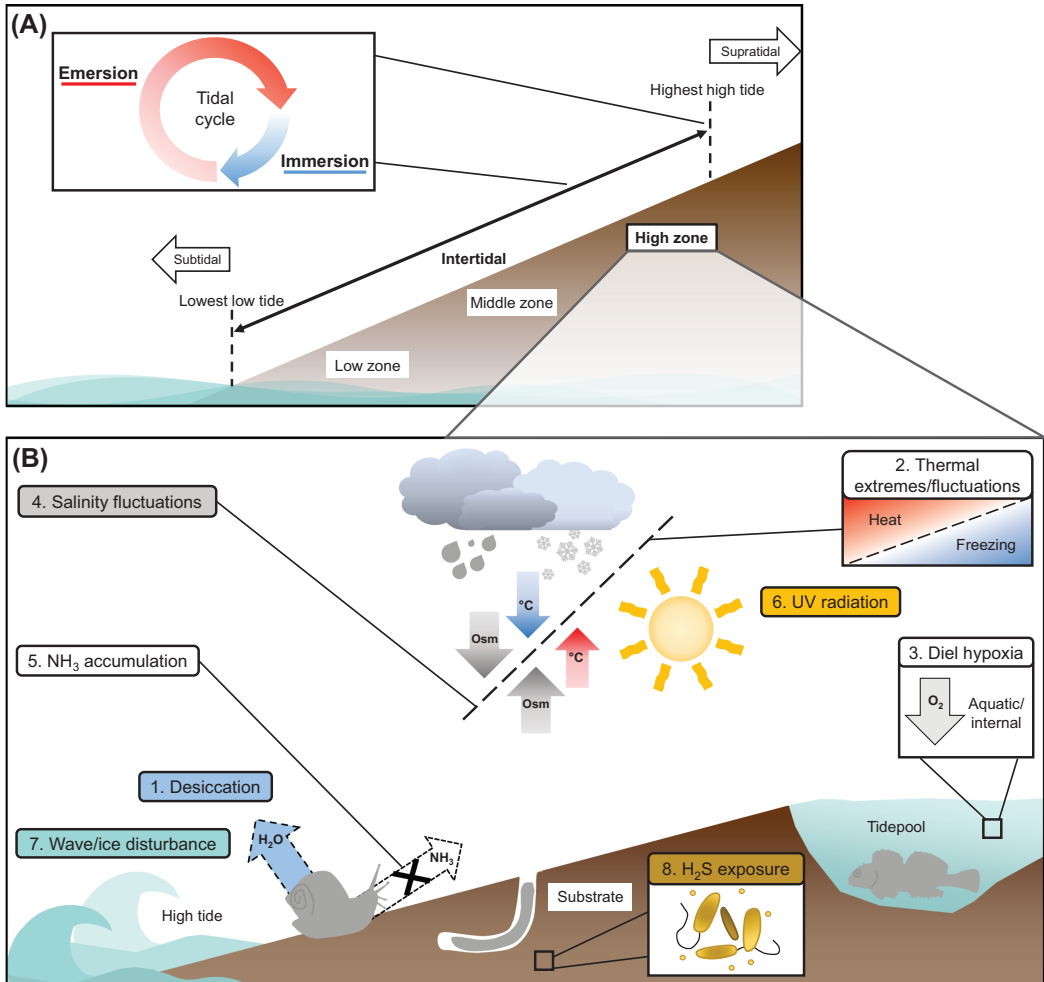 (A)
Emersion
Tidal
cycle
Immersion
Supratidal
Highest high tide
High zone
Intertidal
Subtidal
Middle zone
Lowest low tide
Low zone
(B)
4. Salinity fluctuations
2. Thermal
extremes/fluctuations
Heat
Freezing
°C
Osm
6. UV radiation
°C
Osm
5. NH₃ accumulation
3. Diel hypoxia
O₂
Aquatic/
internal
1. Desiccation
7. Wave/ice disturbance
H₂O
NH₃
High tide
Substrate
8. H₂S exposure
Tidepool